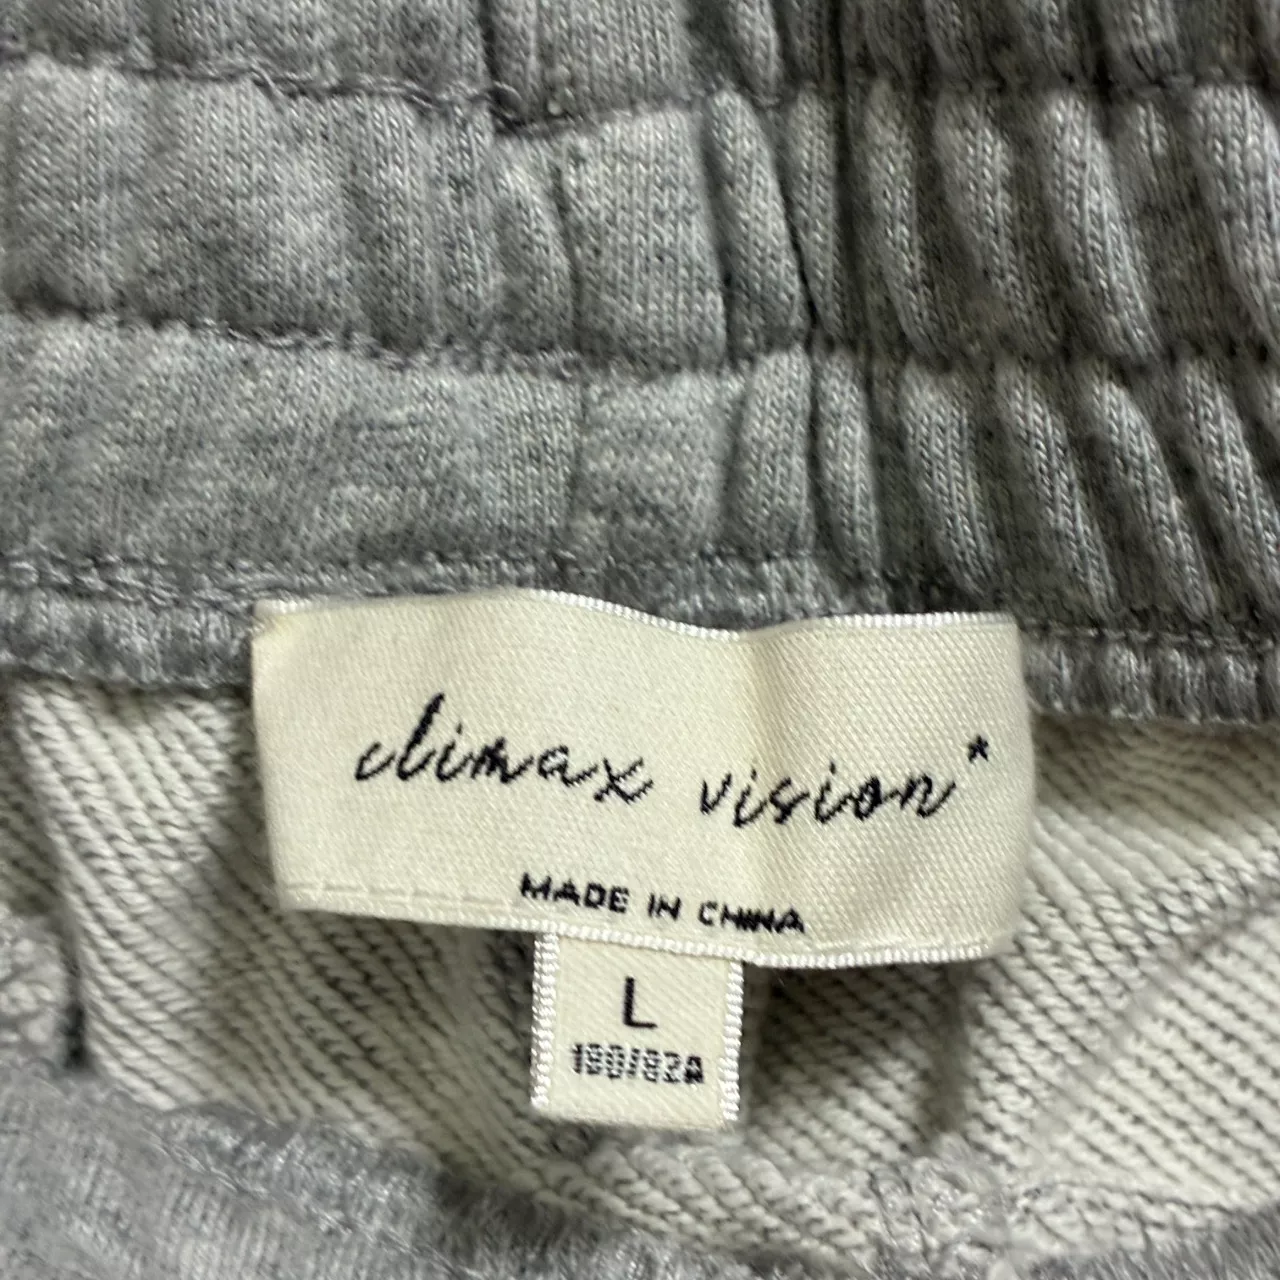 climax vision*
MADE IN CHINA
L
180/82A